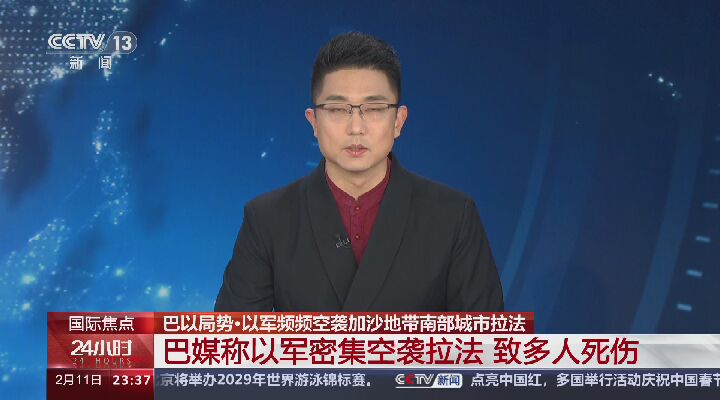 CCTV 13
新闻
国际焦点
巴以局势·以军频频空袭加沙地带南部城市拉法
24小时
24 HOURS
巴媒称以军密集空袭拉法 致多人死伤
2月11日 23:37
京将举办2029年世界游泳锦标赛。 CCTV 新闻 点亮中国红，多国举行活动庆祝中国春节